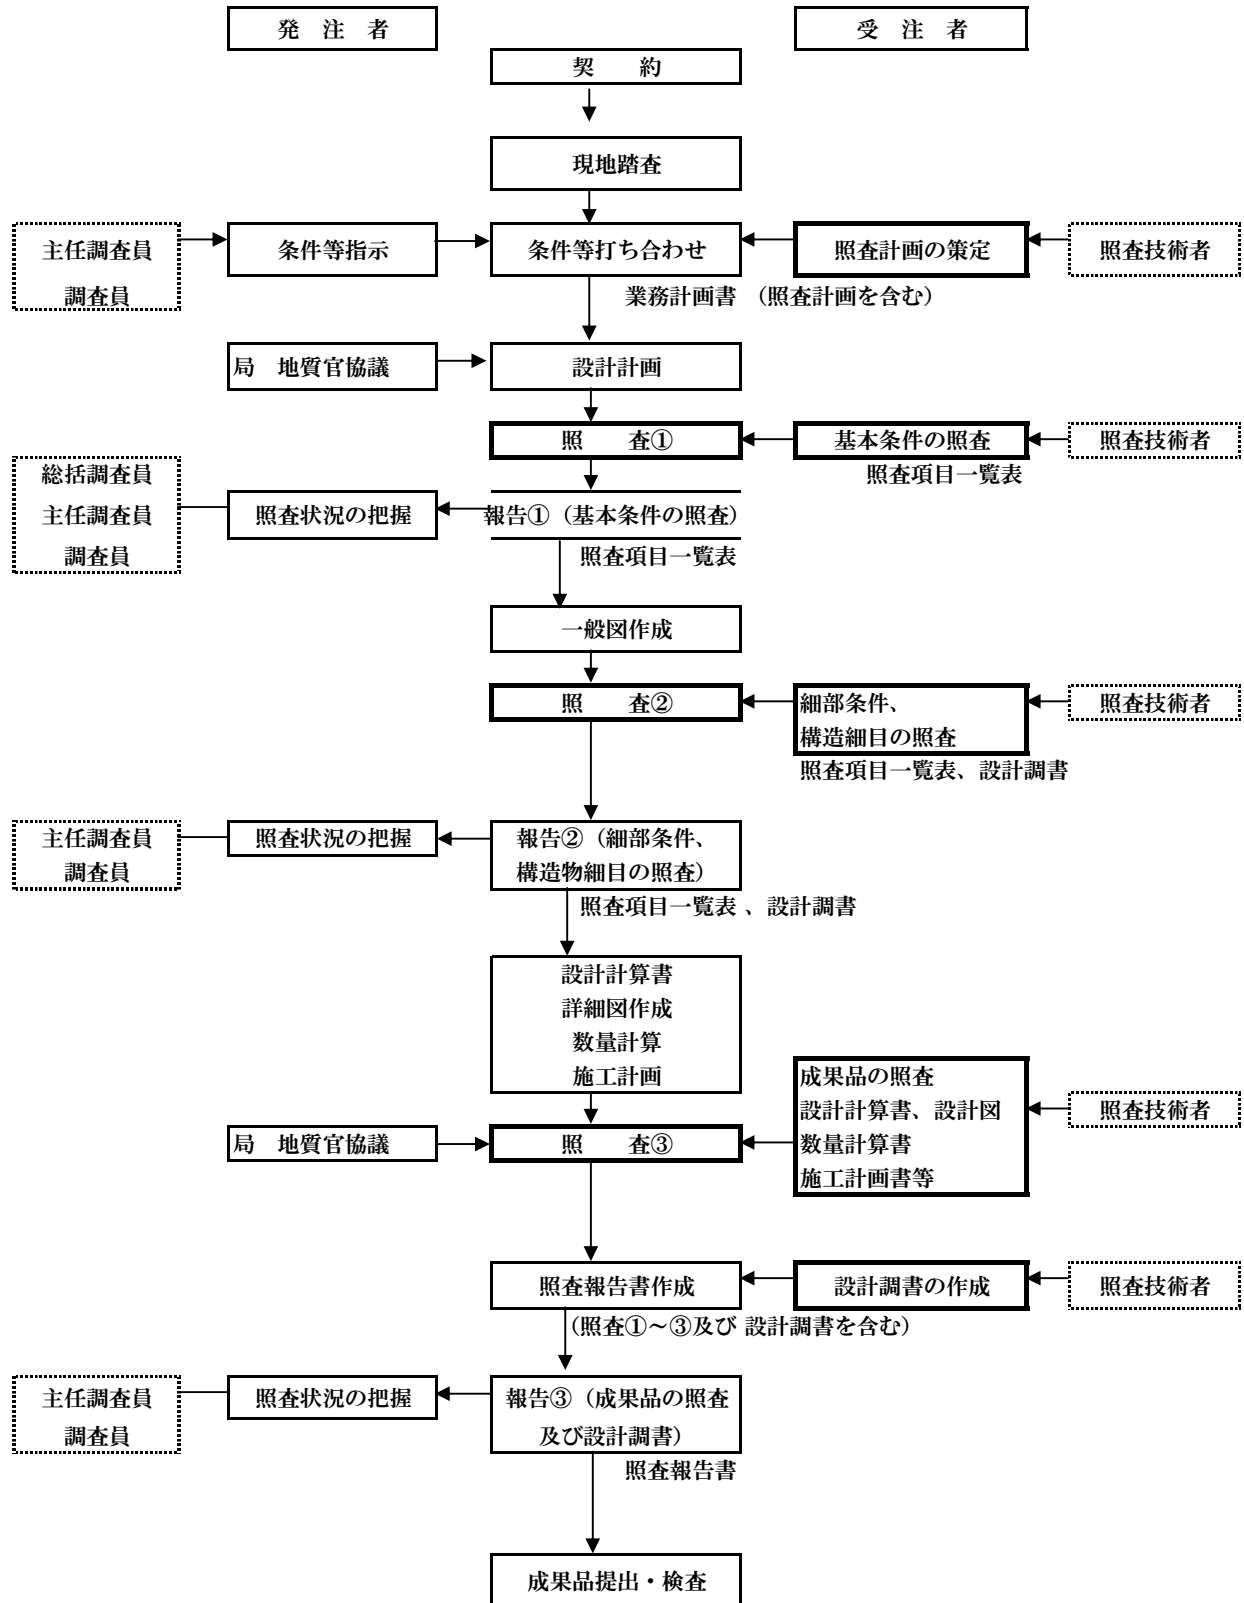 発 注 者
受 注 者
契 約
現地踏査
主任調査員
調査員
条件等指示
条件等打ち合わせ
照査計画の策定
照査技術者
業務計画書 (照査計画を含む)
局 地質官協議
設計計画
照 査①
基本条件の照査
照査技術者
照査項目一覧表
総括調査員
主任調査員
調査員
照査状況の把握
報告①(基本条件の照査)
照査項目一覧表
一般図作成
照 査②
細部条件、
構造細目の照査
照査技術者
照査項目一覧表、設計調書
主任調査員
調査員
照査状況の把握
報告②(細部条件、
構造物細目の照査)
照査項目一覧表 、設計調書
設計計算書
詳細図作成
数量計算
施工計画
成果品の照査
設計計算書、設計図
数量計算書
施工計画書等
照査技術者
局 地質官協議
照 査③
照査報告書作成
設計調書の作成
照査技術者
(照査①~③及び 設計調書を含む)
主任調査員
調査員
照査状況の把握
報告③(成果品の照査
及び設計調書)
照査報告書
成果品提出・検査